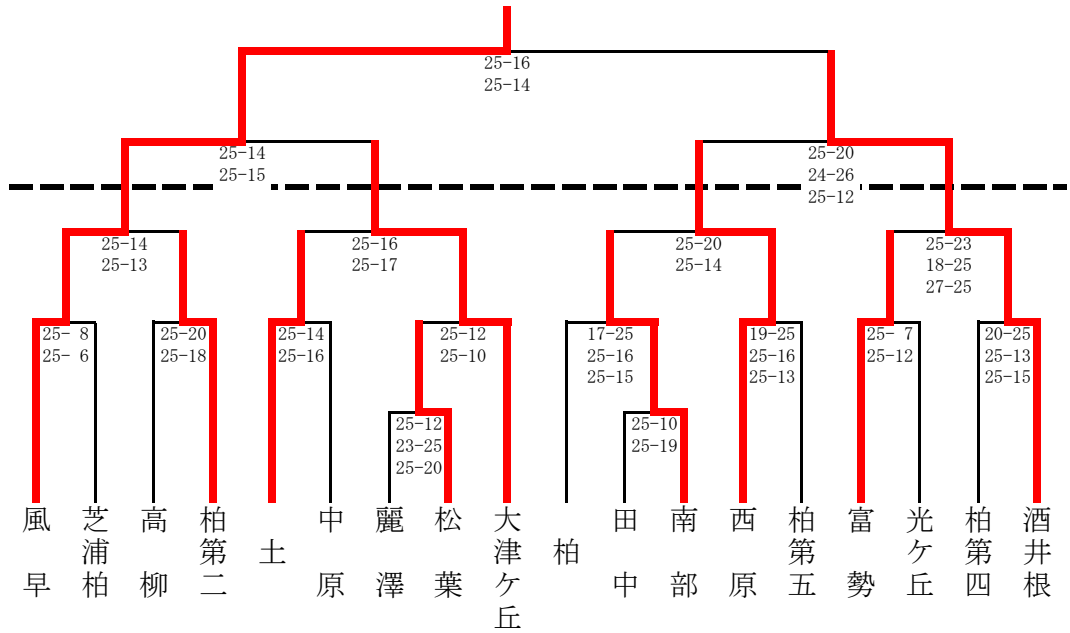 25-16
25-14
25-14
25-15
25-20
24-26
25-12
25-14
25-13
25-16
25-17
25-20
25-14
25-23
18-25
27-25
25- 8
25- 6
25-20
25-18
25-14
25-16
25-12
25-10
17-25
25-16
25-15
19-25
25-16
25-13
25- 7
25-12
20-25
25-13
25-15
25-12
23-25
25-20
25-10
25-19
風早
芝浦柏
高柳
柏第二
土
中原
麗澤
松葉
大津ケ丘
柏
田中
南部
西原
柏第五
富勢
光ケ丘
柏第四
酒井根